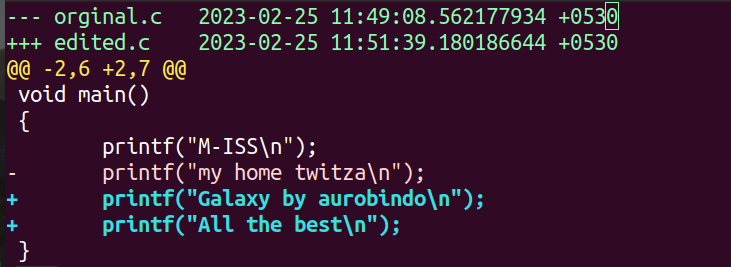 --- orginal.c   2023-02-25 11:49:08.562177934 +0530
+++ edited.c    2023-02-25 11:51:39.180186644 +0530
@@ -2,6 +2,7 @@
 void main()
 {
        printf("M-ISS\n");
-       printf("my home twitza\n");
+       printf("Galaxy by aurobindo\n");
+       printf("All the best\n");
 }